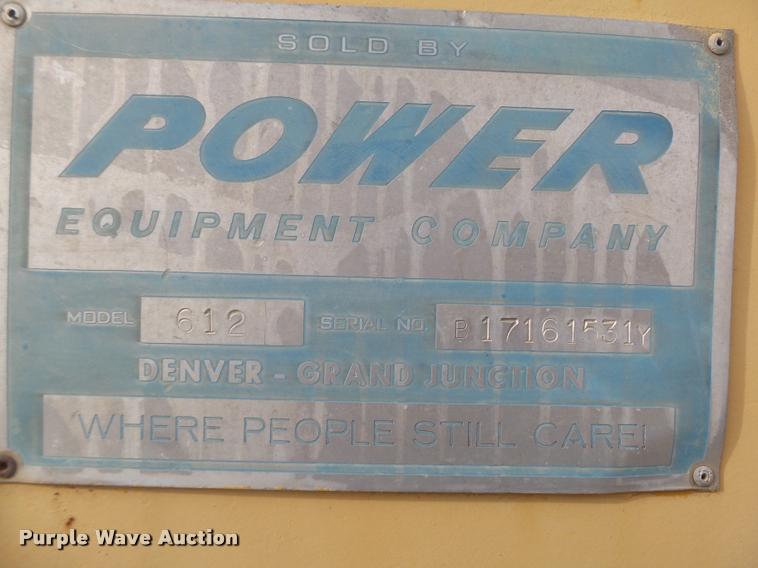 SOLD BY
POWER
EQUIPMENT COMPANY
MODEL 612 SERIAL NO. B17161531Y
DENVER - GRAND JUNCTION
WHERE PEOPLE STILL CARE!
Purple Wave Auction